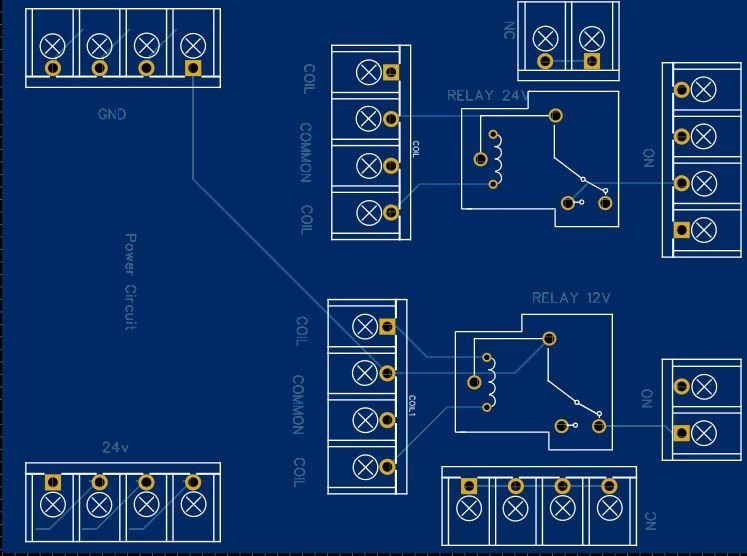 NC
COIL
RELAY 24V
GND
COMMON
COIL
NO
COIL
Power Circuit
RELAY 12V
COIL
COMMON
COIL1
NO
24v
COIL
NC